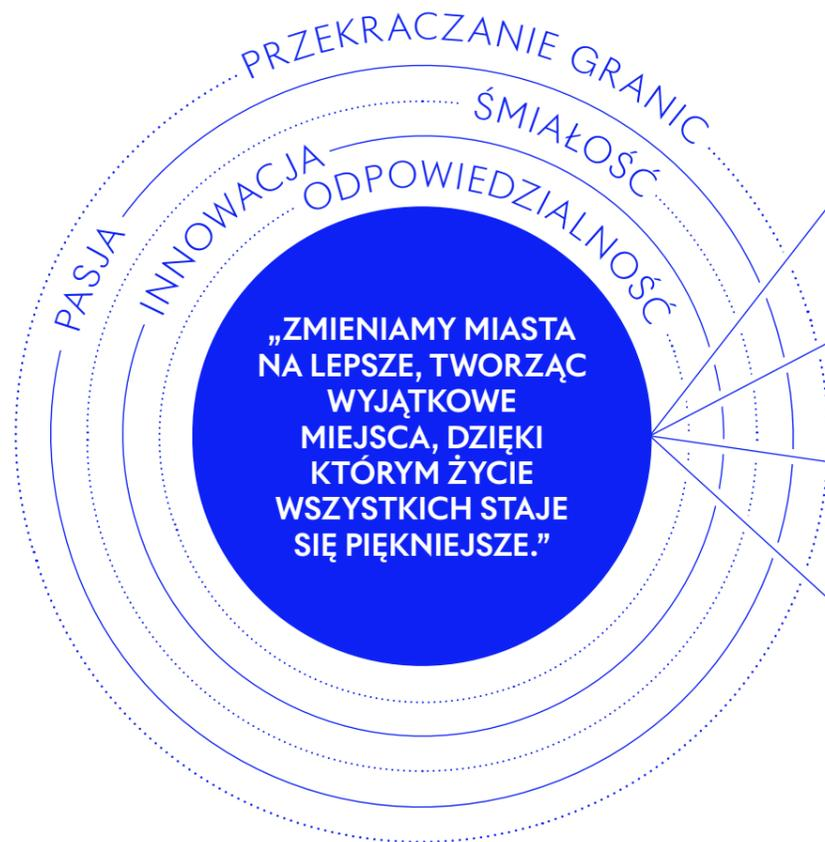 PRZEKRACZANIE GRANIC
ŚMIAŁOŚĆ
PASJA
INNOWACJA
ODPOWIEDZIALNOŚĆ
„ZMIENIAMY MIASTA
NA LEPSZE, TWORZĄC
WYJĄTKOWE
MIEJSCA, DZIĘKI
KTÓRYM ŻYCIE
WSZYSTKICH STAJE
SIĘ PIĘKNIEJSZE.”